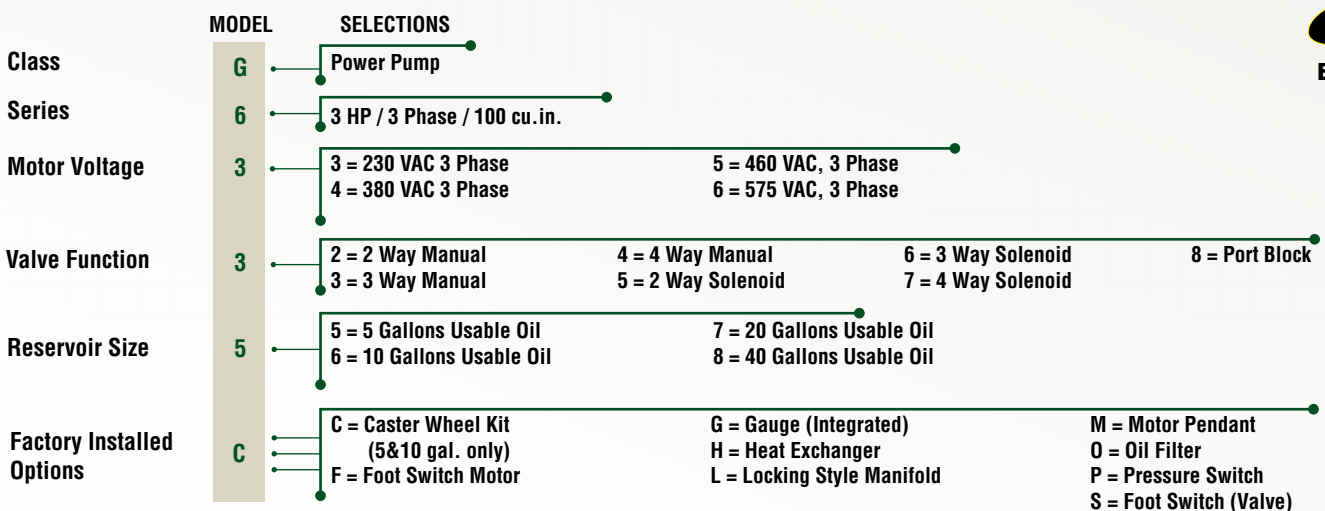 MODEL SELECTIONS
Class G Power Pump
Series 6 3 HP / 3 Phase / 100 cu.in.
Motor Voltage 3 3 = 230 VAC 3 Phase 5 = 460 VAC, 3 Phase
4 = 380 VAC 3 Phase 6 = 575 VAC, 3 Phase
Valve Function 3 2 = 2 Way Manual 4 = 4 Way Manual 6 = 3 Way Solenoid 8 = Port Block
3 = 3 Way Manual 5 = 2 Way Solenoid 7 = 4 Way Solenoid
Reservoir Size 5 5 = 5 Gallons Usable Oil 7 = 20 Gallons Usable Oil
6 = 10 Gallons Usable Oil 8 = 40 Gallons Usable Oil
Factory Installed
Options
C
C = Caster Wheel Kit G = Gauge (Integrated) M = Motor Pendant
(5&10 gal. only) H = Heat Exchanger O = Oil Filter
F = Foot Switch Motor L = Locking Style Manifold P = Pressure Switch
S = Foot Switch (Valve)